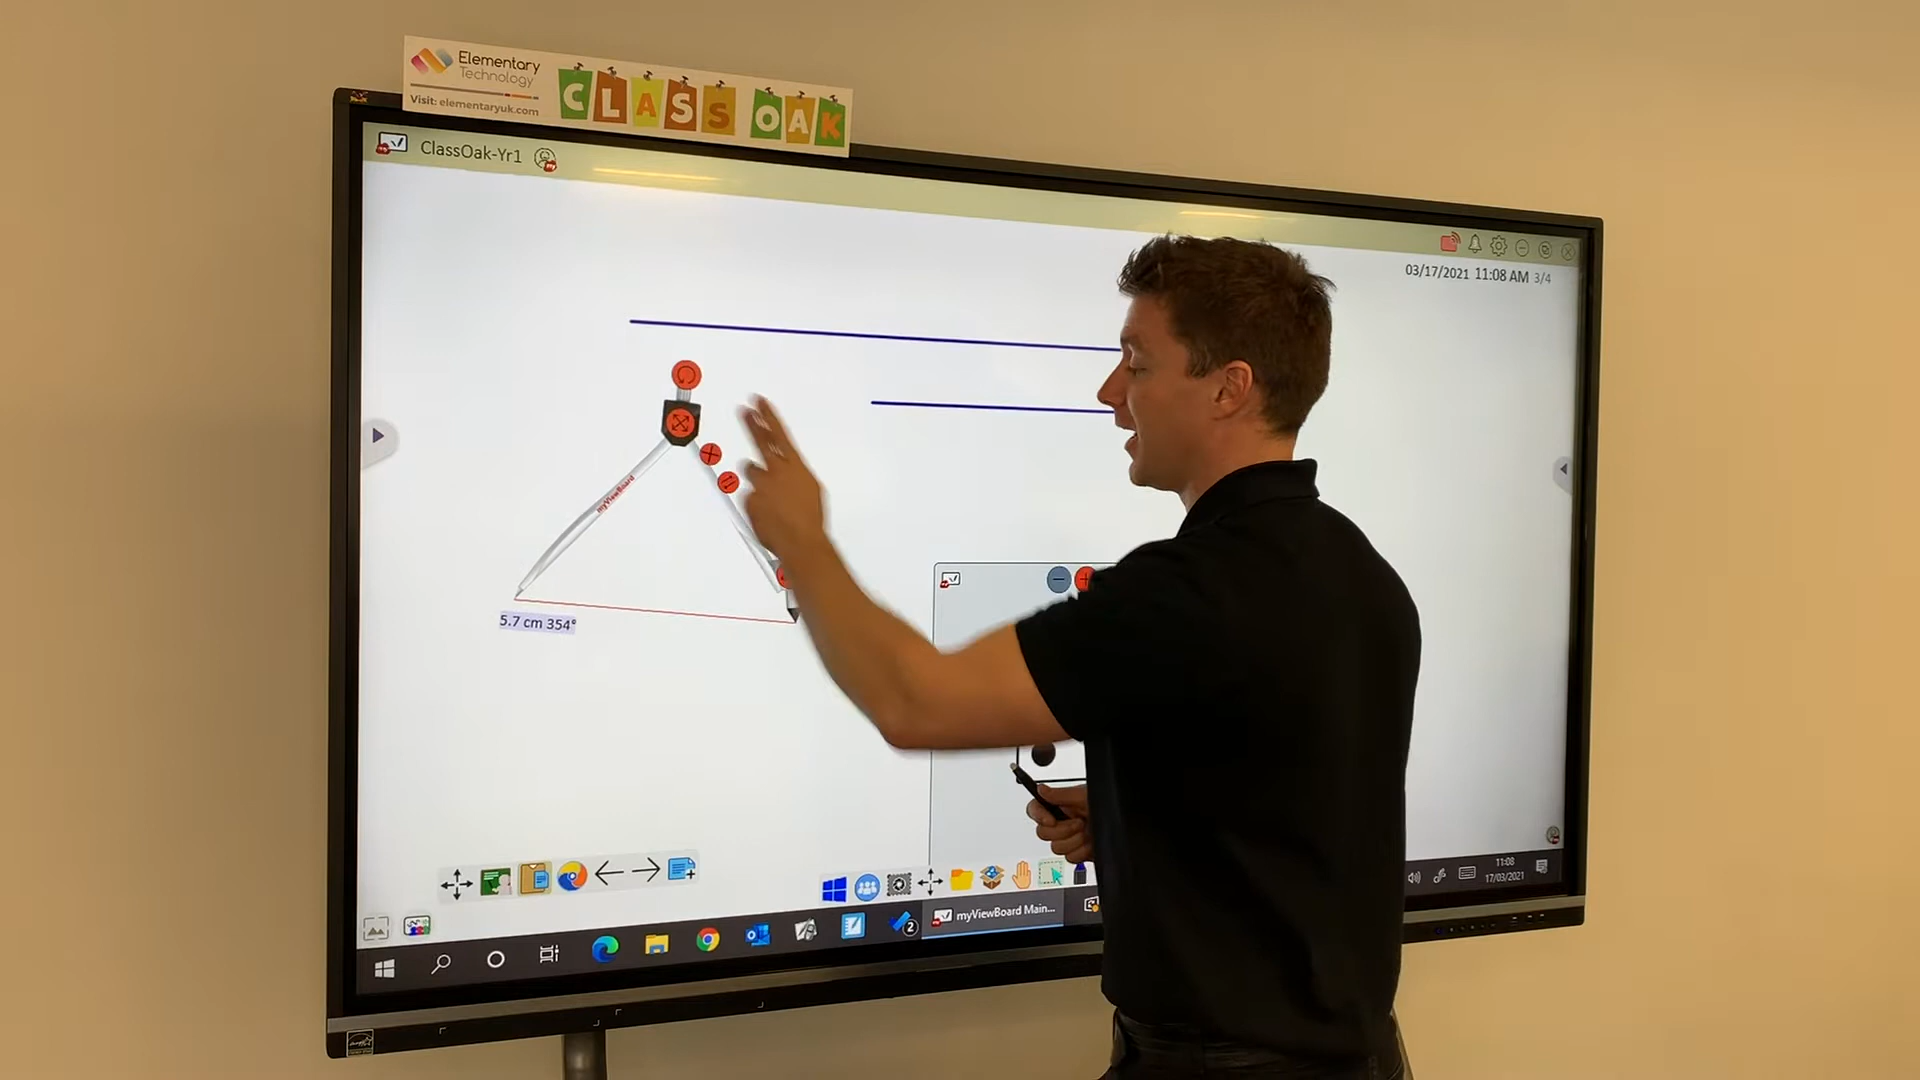 Elementary
Technology
Visit: elementaryuk.com
CLASS OAK
ClassOak-Yr1
03/17/2021 11:08 AM 3/4
myViewBoard
5.7 cm 354°
11:08
17/03/2021
2
myViewBoard Main...